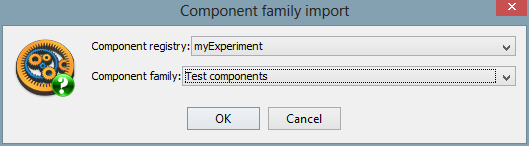 Component family import
Component registry: myExperiment
Component family: Test components
OK Cancel